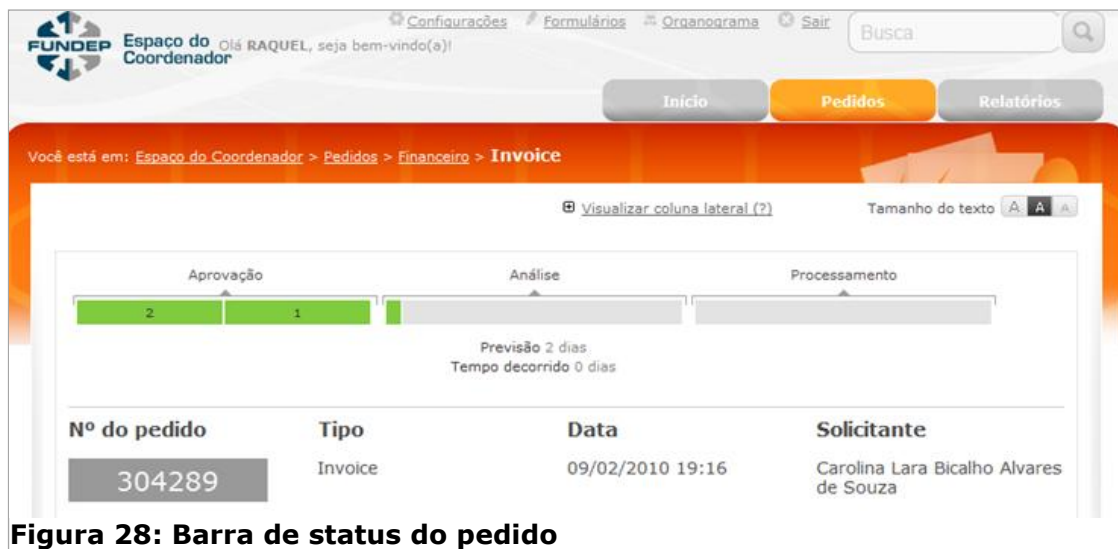 Configurações Formulários Organograma Sair
Busca
FUNDEP Espaço do Coordenador
Olá RAQUEL, seja bem-vindo(a)!
Início Pedidos Relatórios
Você está em: Espaço do Coordenador > Pedidos > Financeiro > Invoice
Visualizar coluna lateral (?) Tamanho do texto A A A
Aprovação Análise Processamento
2 1
Previsão 2 dias
Tempo decorrido 0 dias
Nº do pedido Tipo Data Solicitante
304289 Invoice 09/02/2010 19:16 Carolina Lara Bicalho Alvares
de Souza
Figura 28: Barra de status do pedido